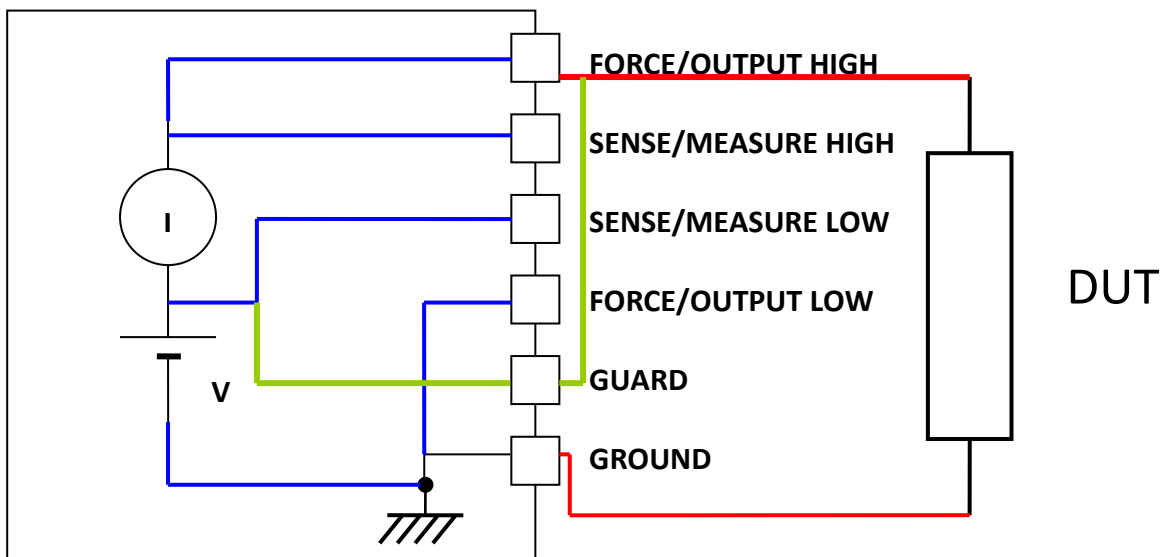 FORCE/OUTPUT HIGH
SENSE/MEASURE HIGH
I
SENSE/MEASURE LOW
DUT
FORCE/OUTPUT LOW
V
GUARD
GROUND